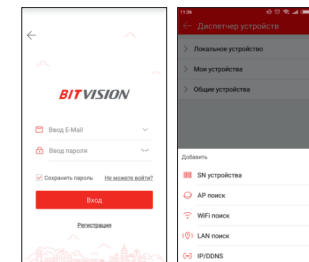 BITVISION
Ввод E-Mail
Ввод пароля
Сохранить пароль Не можете войти?
Вход
Регистрация
11:36
Диспетчер устройств
Локальное устройство
Мои устройства
Общие устройства
Добавить
SN устройства
AP поиск
WiFi поиск
LAN поиск
IP/DDNS